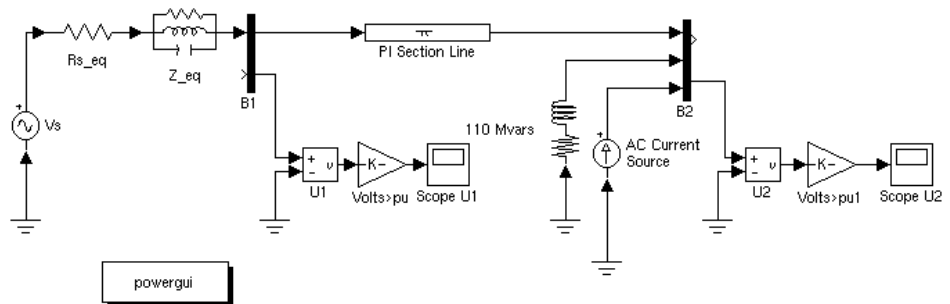 Rs_eq
Z_eq
B1
PI Section Line
B2
Vs
+
110 Mvars
+
AC Current
Source
+
-
v
U1
-K-
Volts>pu
Scope U1
+
-
v
U2
-K-
Volts>pu1
Scope U2
powergui